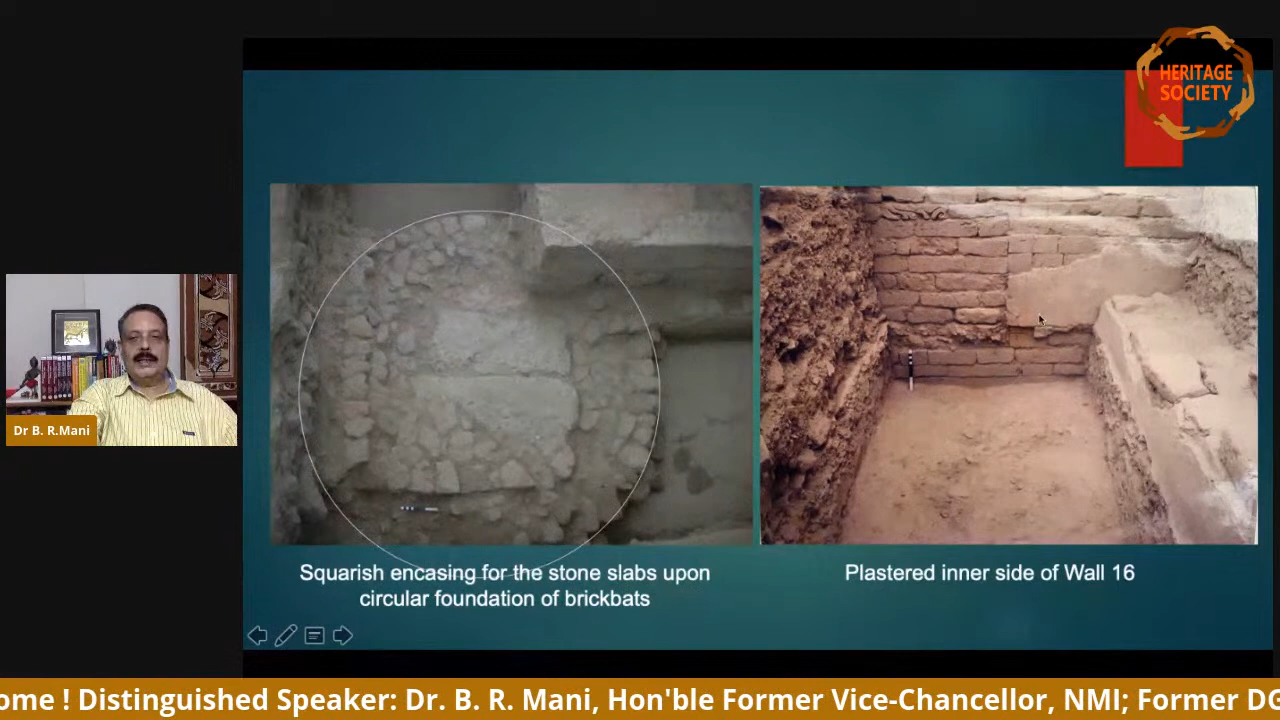 HERITAGE
SOCIETY
Dr B. R.Mani
Squarish encasing for the stone slabs upon
circular foundation of brickbats
Plastered inner side of Wall 16
ome ! Distinguished Speaker: Dr. B. R. Mani, Hon'ble Former Vice-Chancellor, NMI; Former DG